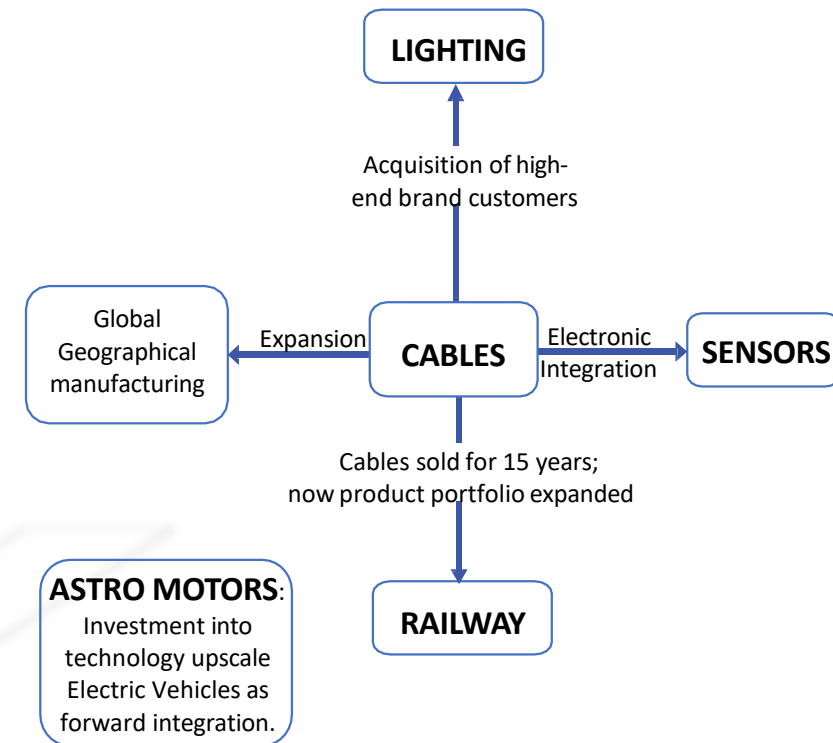 LIGHTING
Acquisition of high-
end brand customers
Global
Geographical
manufacturing
Expansion
CABLES
Electronic
Integration
SENSORS
Cables sold for 15 years;
now product portfolio expanded
ASTRO MOTORS:
Investment into
technology upscale
Electric Vehicles as
forward integration.
RAILWAY